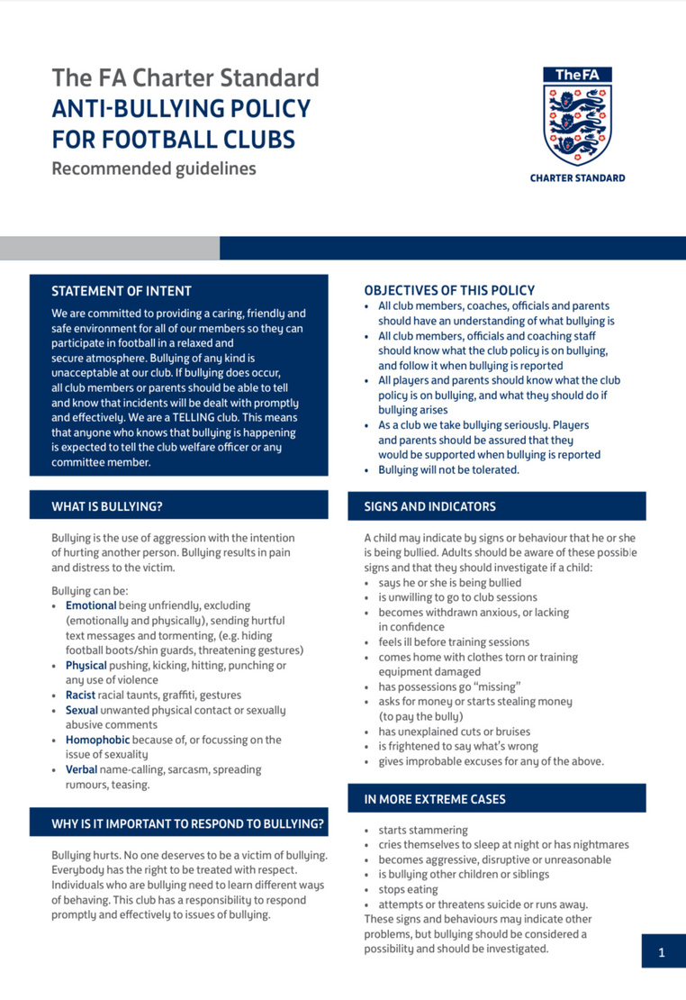 The FA Charter Standard
ANTI-BULLYING POLICY
FOR FOOTBALL CLUBS
Recommended guidelines
TheFA
CHARTER STANDARD
STATEMENT OF INTENT
We are committed to providing a caring, friendly and
safe environment for all of our members so they can
participate in football in a relaxed and
secure atmosphere. Bullying of any kind is
unacceptable at our club. If bullying does occur,
all club members or parents should be able to tell
and know that incidents will be dealt with promptly
and effectively. We are a TELLING club. This means
that anyone who knows that bullying is happening
is expected to tell the club welfare officer or any
committee member.
WHAT IS BULLYING?
Bullying is the use of aggression with the intention
of hurting another person. Bullying results in pain
and distress to the victim.
Bullying can be:
• Emotional being unfriendly, excluding
(emotionally and physically), sending hurtful
text messages and tormenting, (e.g. hiding
football boots/shin guards, threatening gestures)
• Physical pushing, kicking, hitting, punching or
any use of violence
• Racist racial taunts, graffiti, gestures
• Sexual unwanted physical contact or sexually
abusive comments
• Homophobic because of, or focussing on the
issue of sexuality
• Verbal name-calling, sarcasm, spreading
rumours, teasing.
WHY IS IT IMPORTANT TO RESPOND TO BULLYING?
Bullying hurts. No one deserves to be a victim of bullying.
Everybody has the right to be treated with respect.
Individuals who are bullying need to learn different ways
of behaving. This club has a responsibility to respond
promptly and effectively to issues of bullying.
OBJECTIVES OF THIS POLICY
• All club members, coaches, officials and parents
should have an understanding of what bullying is
• All club members, officials and coaching staff
should know what the club policy is on bullying,
and follow it when bullying is reported
• All players and parents should know what the club
policy is on bullying, and what they should do if
bullying arises
• As a club we take bullying seriously. Players
and parents should be assured that they
would be supported when bullying is reported
• Bullying will not be tolerated.
SIGNS AND INDICATORS
A child may indicate by signs or behaviour that he or she
is being bullied. Adults should be aware of these possible
signs and that they should investigate if a child:
• says he or she is being bullied
• is unwilling to go to club sessions
• becomes withdrawn anxious, or lacking
in confidence
• feels ill before training sessions
• comes home with clothes torn or training
equipment damaged
• has possessions go “missing”
• asks for money or starts stealing money
(to pay the bully)
• has unexplained cuts or bruises
• is frightened to say what’s wrong
• gives improbable excuses for any of the above.
IN MORE EXTREME CASES
• starts stammering
• cries themselves to sleep at night or has nightmares
• becomes aggressive, disruptive or unreasonable
• is bullying other children or siblings
• stops eating
• attempts or threatens suicide or runs away.
These signs and behaviours may indicate other
problems, but bullying should be considered a
possibility and should be investigated.
1